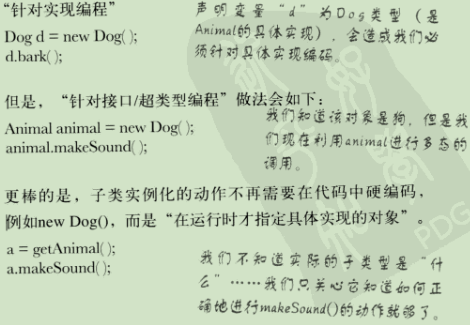 “针对实现编程”
Dog d = new Dog( );
d.bark( );
声明变量“d”为Dog类型（是
Animal的具体实现），会造成我们必
须针对具体实现编码。
但是，“针对接口/超类型编程”做法会如下：
Animal animal = new Dog( );
animal.makeSound( );
我们知道该对象是狗，但是我
们现在利用animal进行多态的
调用。
更棒的是，子类实例化的动作不再需要在代码中硬编码，
例如new Dog()，而是“在运行时才指定具体实现的对象”。
a = getAnimal( );
a.makeSound( );
我们不知道实际的子类型是“什
么”……我们只关心它知道如何正
确地进行makeSound()的动作就够了。
PDG